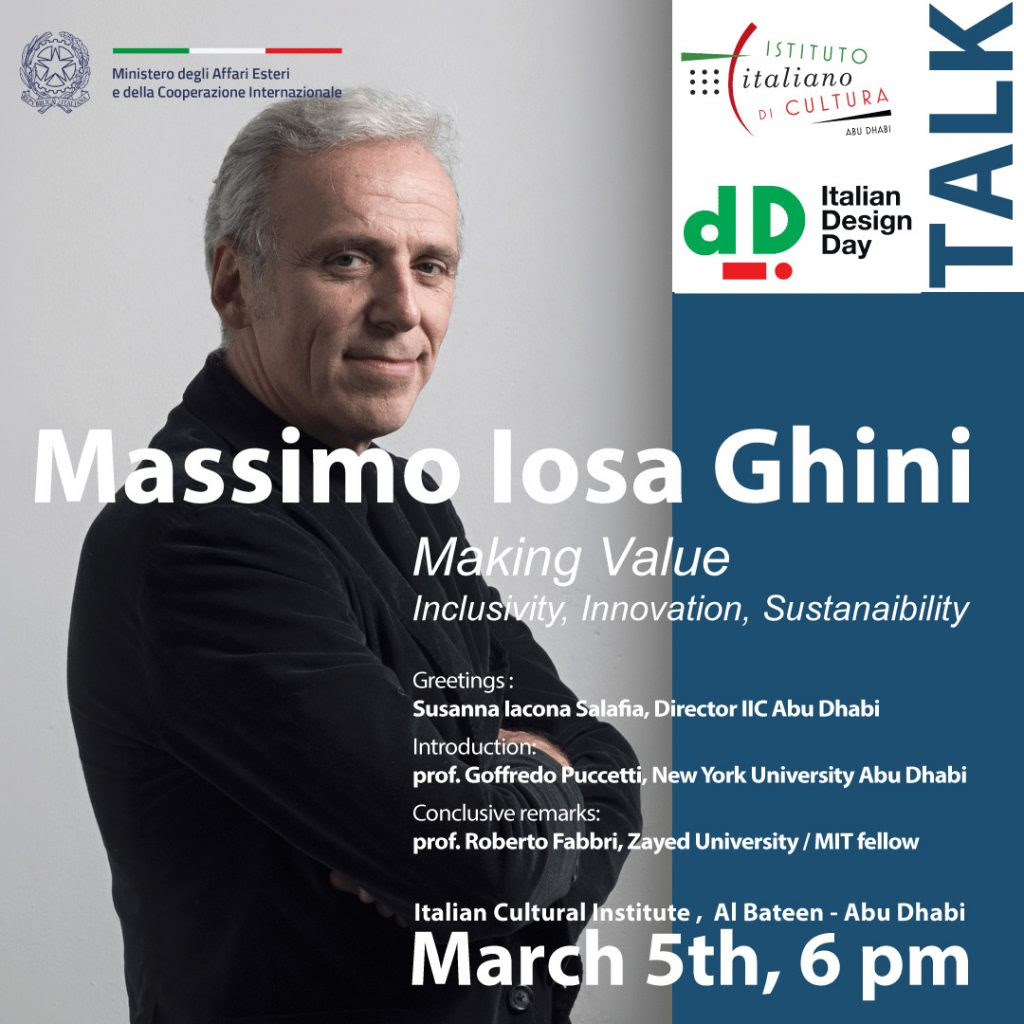 Ministero degli Affari Esteri
e della Cooperazione Internazionale
ISTITUTO
italiano
DI CULTURA
ABU DHABI
TALK
dD
Italian
Design
Day
Massimo Iosa Ghini
Making Value
Inclusivity, Innovation, Sustanaibility
Greetings :
Susanna Iacona Salafia, Director IIC Abu Dhabi
Introduction:
prof. Goffredo Puccetti, New York University Abu Dhabi
Conclusive remarks:
prof. Roberto Fabbri, Zayed University / MIT fellow
Italian Cultural Institute , Al Bateen - Abu Dhabi
March 5th, 6 pm